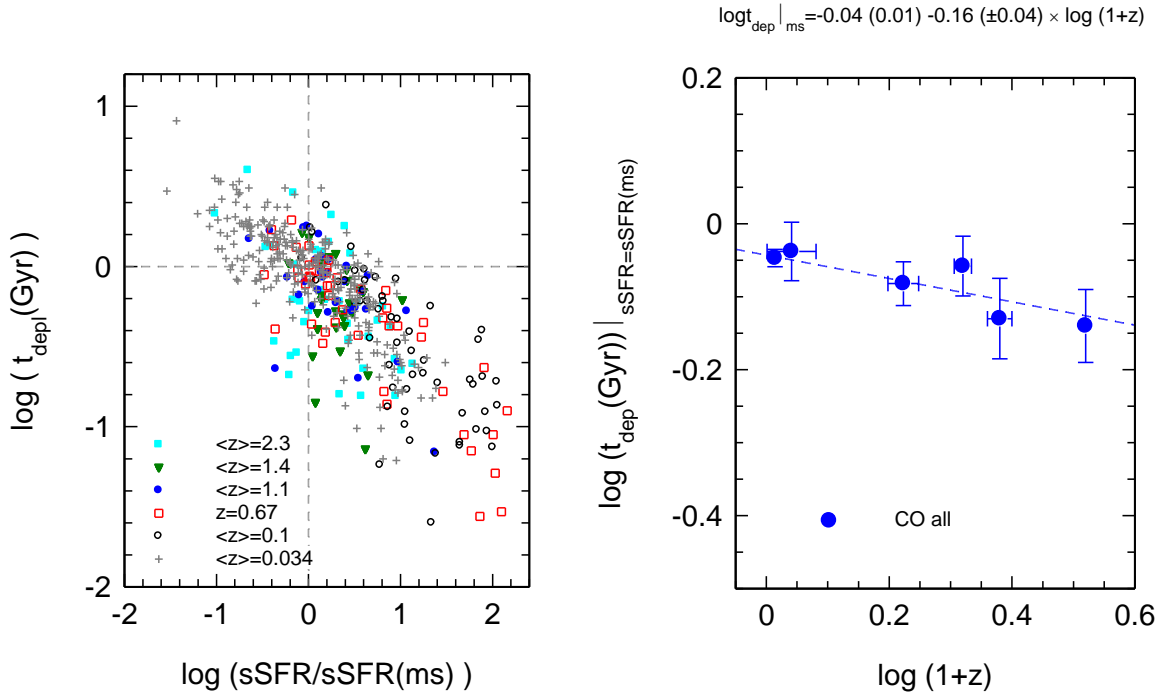 logt_dep|_ms=-0.04 (0.01) -0.16 (±0.04) × log (1+z)
1
0
-1
-2
log ( t_depl(Gyr) )
<z>=2.3
<z>=1.4
<z>=1.1
z=0.67
<z>=0.1
<z>=0.034
-2 -1 0 1 2
log (sSFR/sSFR(ms) )
0.2
0
-0.2
-0.4
log (t_dep(Gyr))|_sSFR=sSFR(ms)
CO all
0 0.2 0.4 0.6
log (1+z)